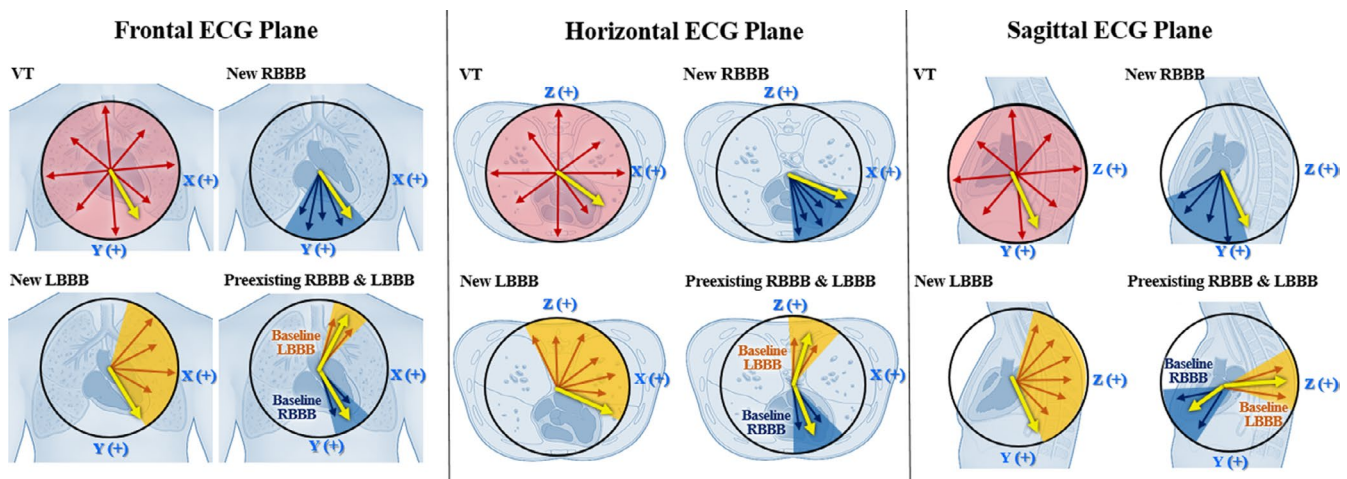 Frontal ECG Plane
VT
New RBBB
X (+)
X (+)
Y (+)
Y (+)
New LBBB
Preexisting RBBB & LBBB
Baseline
LBBB
X (+)
X (+)
Baseline
RBBB
Y (+)
Y (+)
Horizontal ECG Plane
VT
New RBBB
Z (+)
Z (+)
X (+)
X (+)
New LBBB
Preexisting RBBB & LBBB
Z (+)
Z (+)
Baseline
LBBB
X (+)
X (+)
Baseline
RBBB
Sagittal ECG Plane
VT
New RBBB
Z (+)
Z (+)
Y (+)
Y (+)
New LBBB
Preexisting RBBB & LBBB
Baseline
RBBB
Z (+)
Z (+)
Baseline
LBBB
Y (+)
Y (+)